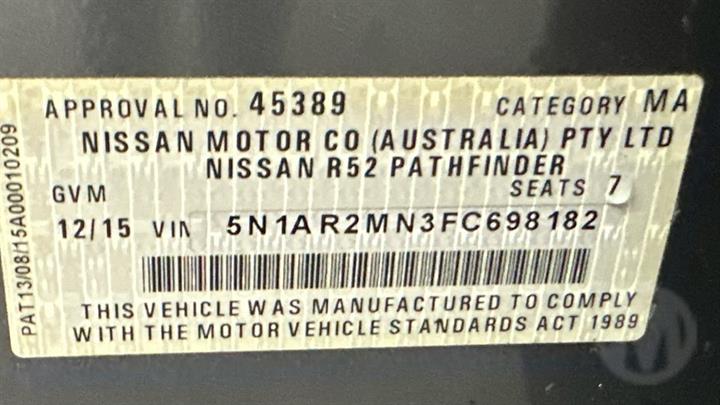 APPROVAL NO. 45389 CATEGORY MA
NISSAN MOTOR CO (AUSTRALIA) PTY LTD
NISSAN R52 PATHFINDER
GVM SEATS 7
12/15 VIN 5N1AR2MN3FC698182
THIS VEHICLE WAS MANUFACTURED TO COMPLY
WITH THE MOTOR VEHICLE STANDARDS ACT 1989
PAT13/08/15A00010209
M